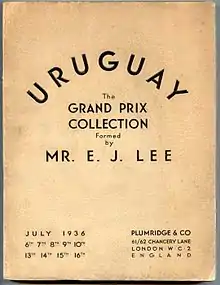 URUGUAY
The
GRAND PRIX
COLLECTION
Formed
by
MR. E. J. LEE
JULY 1936
6TH 7TH 8TH 9TH 10TH
13TH 14TH 15TH 16TH
PLUMRIDGE & CO
61/62 CHANCERY LANE
LONDON W·C·2
ENGLAND